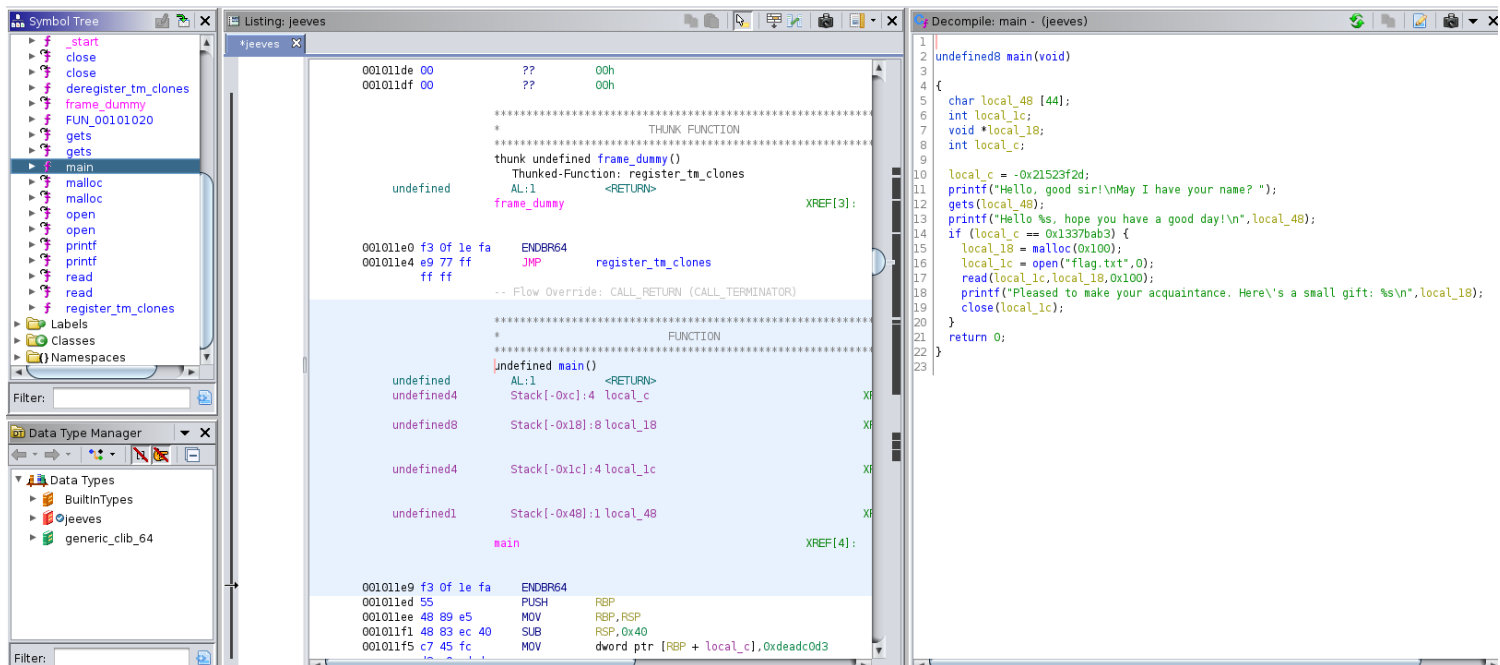 Symbol Tree
_start
close
close
deregister_tm_clones
frame_dummy
FUN_00101020
gets
gets
main
malloc
malloc
open
open
printf
printf
read
read
register_tm_clones
Labels
Classes
Namespaces
Filter:
Data Type Manager
Data Types
BuiltInTypes
jeeves
generic_clib_64
Filter:
Listing: jeeves
*jeeves
001011de 00 ?? 00h
001011df 00 ?? 00h
* THUNK FUNCTION
thunk undefined frame_dummy()
Thunked-Function: register_tm_clones
undefined AL:1 <RETURN>
frame_dummy XREF[3]:
001011e0 f3 0f 1e fa ENDBR64
001011e4 e9 77 ff JMP register_tm_clones
ff ff
-- Flow Override: CALL_RETURN (CALL_TERMINATOR)
* FUNCTION
undefined main()
undefined AL:1 <RETURN>
undefined4 Stack[-0xc]:4 local_c
undefined8 Stack[-0x18]:8 local_18
undefined4 Stack[-0x1c]:4 local_1c
undefined1 Stack[-0x48]:1 local_48
main XREF[4]:
001011e9 f3 0f 1e fa ENDBR64
001011ed 55 PUSH RBP
001011ee 48 89 e5 MOV RBP,RSP
001011f1 48 83 ec 40 SUB RSP,0x40
001011f5 c7 45 fc MOV dword ptr [RBP + local_c],0xdeadc0d3
Decompile: main - (jeeves)
1
2 undefined8 main(void)
3
4 {
5 char local_48 [44];
6 int local_1c;
7 void *local_18;
8 int local_c;
9
10 local_c = -0x21523f2d;
11 printf("Hello, good sir!\nMay I have your name? ");
12 gets(local_48);
13 printf("Hello %s, hope you have a good day!\n",local_48);
14 if (local_c == 0x1337bab3) {
15 local_18 = malloc(0x100);
16 local_1c = open("flag.txt",0);
17 read(local_1c,local_18,0x100);
18 printf("Pleased to make your acquaintance. Here\'s a small gift: %s\n",local_18);
19 close(local_1c);
20 }
21 return 0;
22 }
23